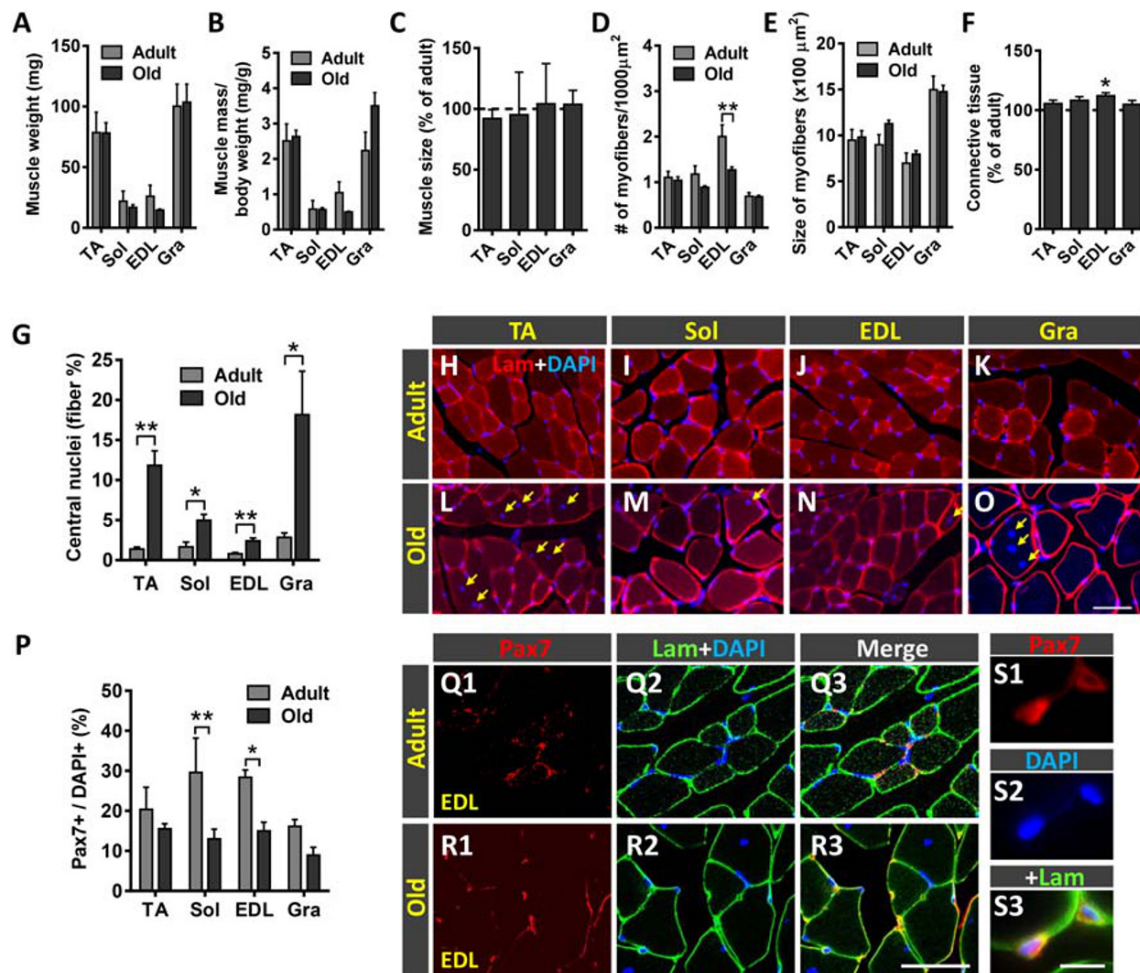 A
Muscle weight (mg)
150
100
50
0
Adult
Old
TA
Sol
EDL
Gra
B
Muscle mass/
body weight (mg/g)
5
4
3
2
1
0
Adult
Old
TA
Sol
EDL
Gra
C
Muscle size (% of adult)
150
100
50
0
TA
Sol
EDL
Gra
D
# of myofibers/1000μm²
4
3
2
1
0
Adult
Old
**
TA
Sol
EDL
Gra
E
Size of myofibers (x100 μm²)
20
15
10
5
0
Adult
Old
TA
Sol
EDL
Gra
F
Connective tissue
(% of adult)
150
100
50
0
*
TA
Sol
EDL
Gra
G
Central nuclei (fiber %)
25
20
15
10
5
0
Adult
Old
**
*
**
*
TA
Sol
EDL
Gra
TA
Sol
EDL
Gra
Adult
H
Lam+DAPI
I
J
K
Old
L
M
N
O
P
Pax7+ / DAPI+ (%)
50
40
30
20
10
0
Adult
Old
**
*
TA
Sol
EDL
Gra
Pax7
Lam+DAPI
Merge
Adult
Q1
EDL
Q2
Q3
Old
R1
EDL
R2
R3
Pax7
S1
DAPI
S2
+Lam
S3